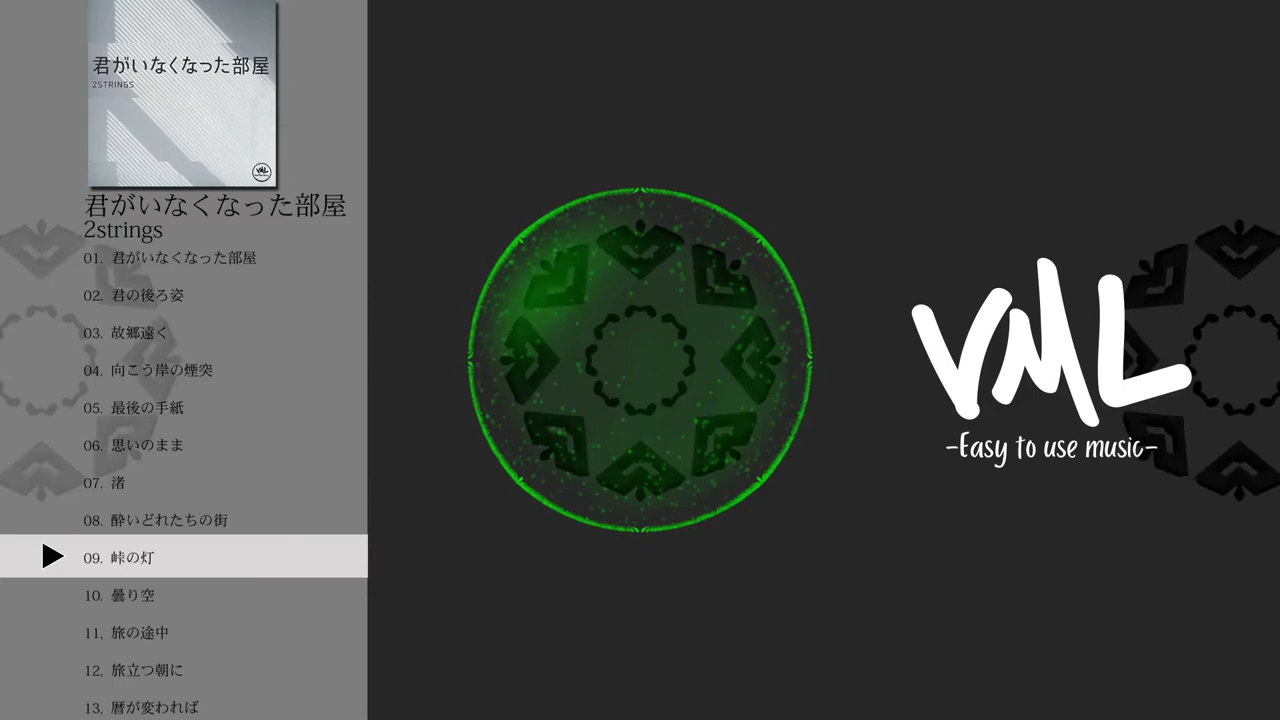 君がいなくなった部屋
2STRINGS
VML
君がいなくなった部屋
2strings
01. 君がいなくなった部屋
02. 君の後ろ姿
03. 故郷遠く
04. 向こう岸の煙突
05. 最後の手紙
06. 思いのまま
07. 渚
08. 酔いどれたちの街
09. 峠の灯
10. 曇り空
11, 旅の途中
12, 旅立つ朝に
13, 暦が変われば
VML
-Easy to use music-